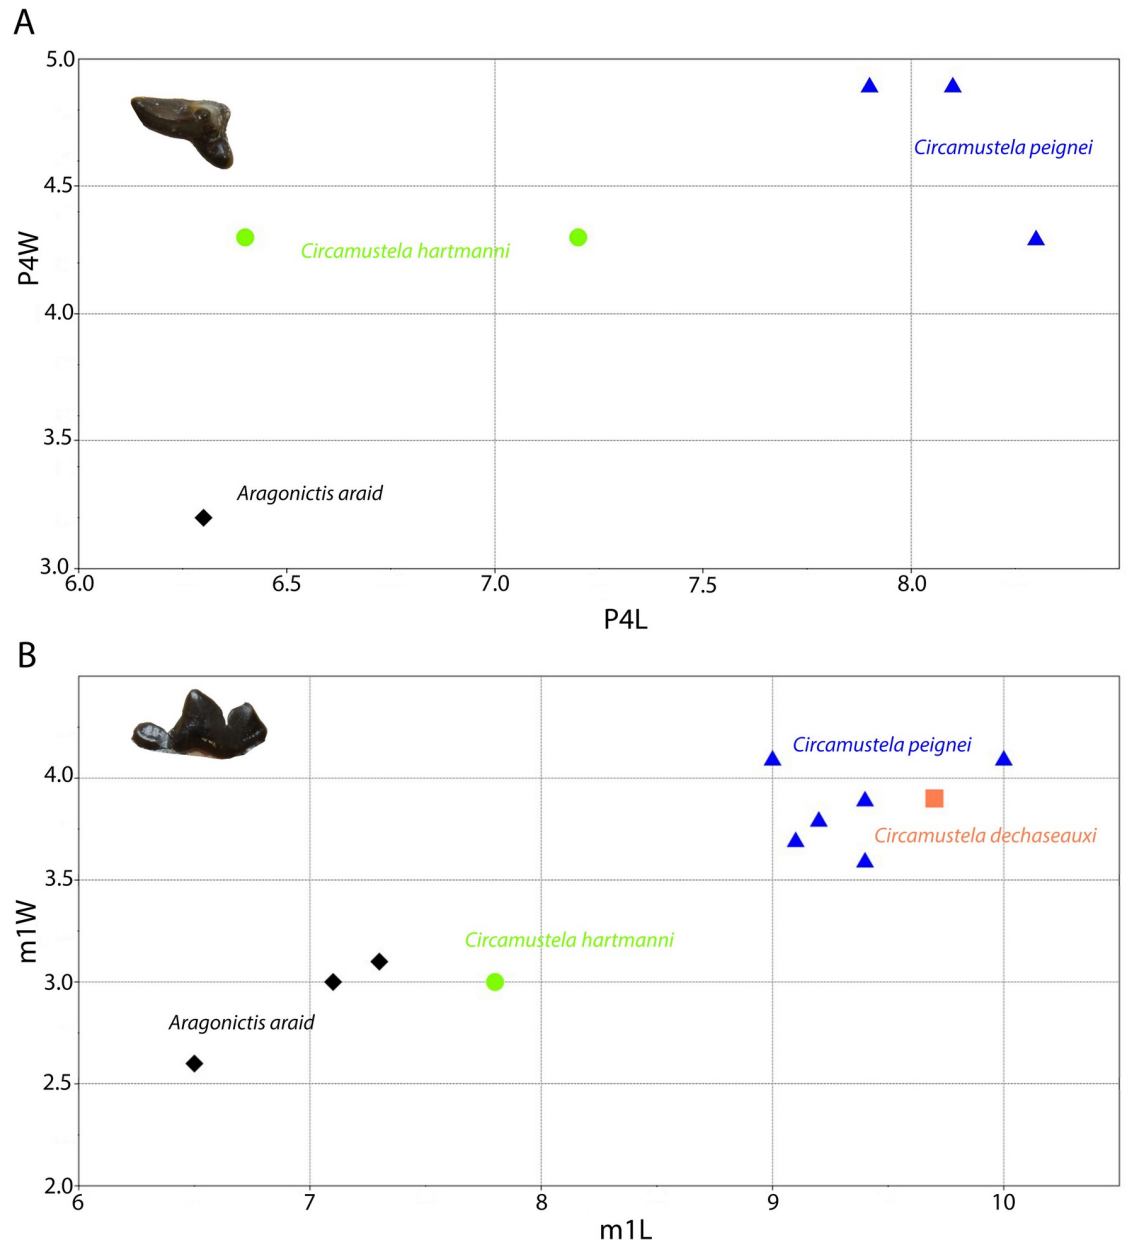 A
5.0
Circamustela peignei
4.5
P4W
Circamustela hartmanni
4.0
3.5
Aragonictis araid
3.0
6.0 6.5 7.0 7.5 8.0
P4L
B
Circamustela peignei
4.0
Circamustela dechaseauxi
3.5
m1W
Circamustela hartmanni
3.0
Aragonictis araid
2.5
2.0
6 7 8 9 10
m1L